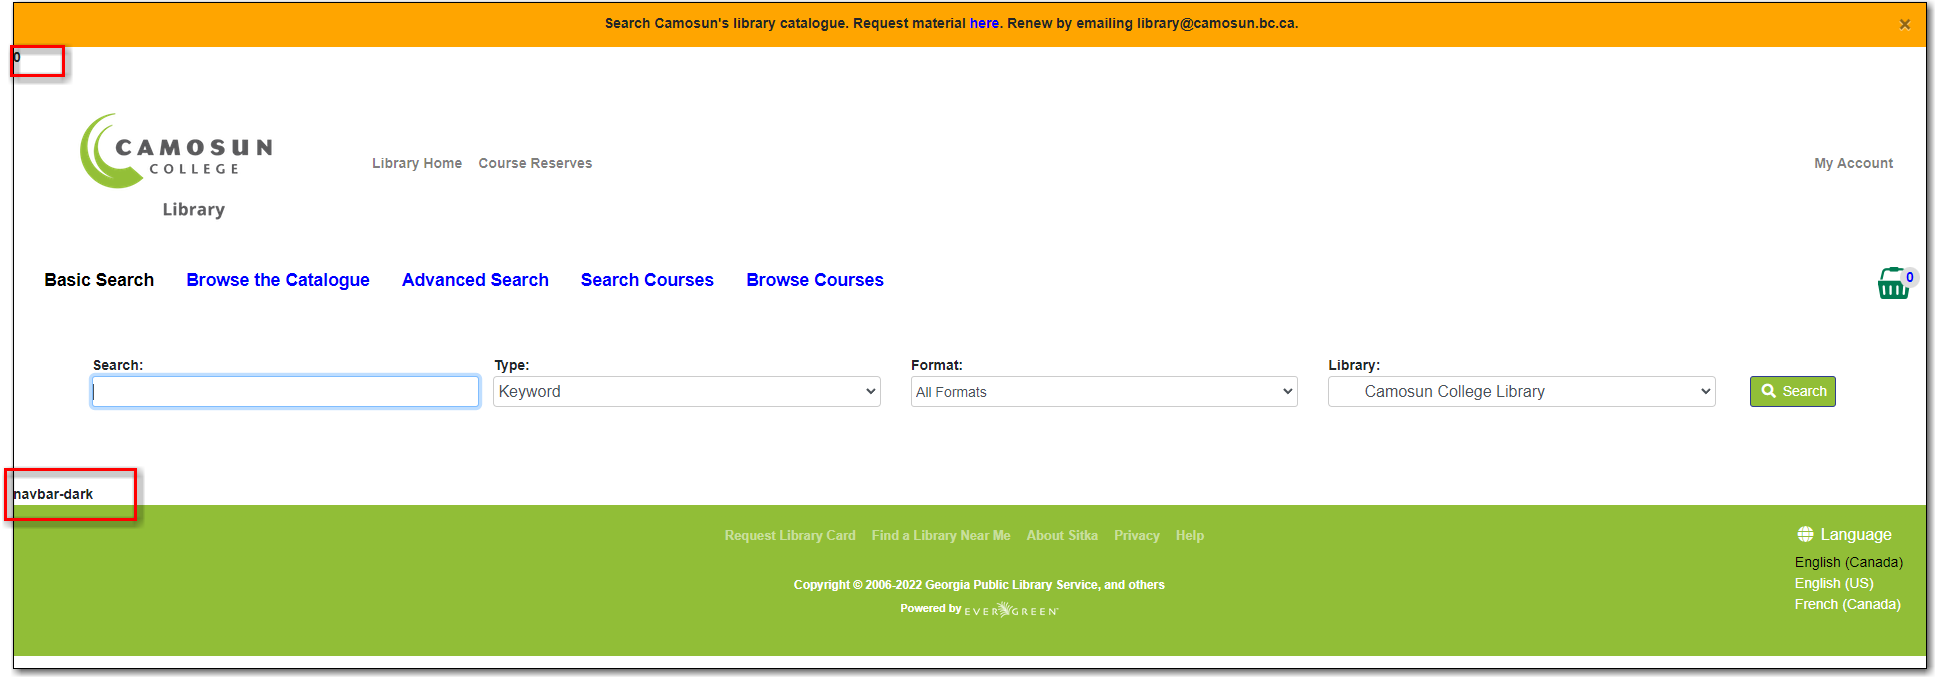 Search Camosun's library catalogue. Request material here. Renew by emailing library@camosun.bc.ca.
×
0
CAMOSUN
COLLEGE
Library
Library Home Course Reserves
My Account
Basic Search Browse the Catalogue Advanced Search Search Courses Browse Courses
0
Search: Type: Format: Library:
Keyword All Formats Camosun College Library Search
navbar-dark
Request Library Card Find a Library Near Me About Sitka Privacy Help
Language
English (Canada)
English (US)
French (Canada)
Copyright © 2006-2022 Georgia Public Library Service, and others
Powered by EVERGREEN